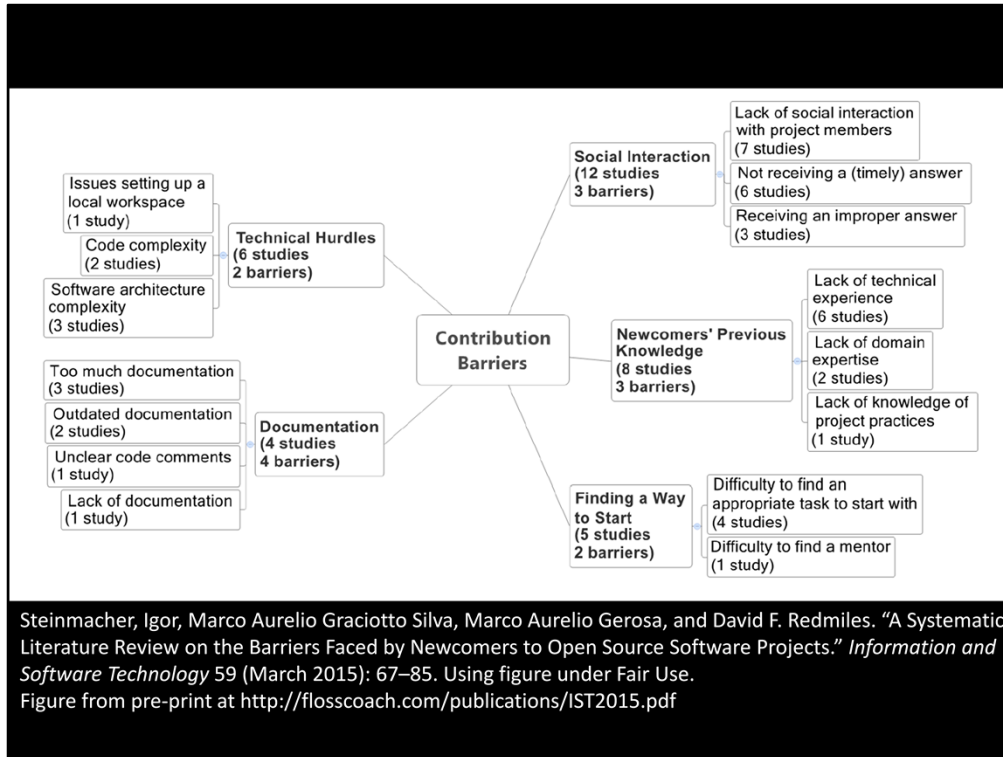 Contribution
Barriers
Technical Hurdles
(6 studies
2 barriers)
Issues setting up a
local workspace
(1 study)
Code complexity
(2 studies)
Software architecture
complexity
(3 studies)
Documentation
(4 studies
4 barriers)
Too much documentation
(3 studies)
Outdated documentation
(2 studies)
Unclear code comments
(1 study)
Lack of documentation
(1 study)
Social Interaction
(12 studies
3 barriers)
Lack of social interaction
with project members
(7 studies)
Not receiving a (timely) answer
(6 studies)
Receiving an improper answer
(3 studies)
Newcomers' Previous
Knowledge
(8 studies
3 barriers)
Lack of technical
experience
(6 studies)
Lack of domain
expertise
(2 studies)
Lack of knowledge of
project practices
(1 study)
Finding a Way
to Start
(5 studies
2 barriers)
Difficulty to find an
appropriate task to start with
(4 studies)
Difficulty to find a mentor
(1 study)
Steinmacher, Igor, Marco Aurelio Graciotto Silva, Marco Aurelio Gerosa, and David F. Redmiles. “A Systematic
Literature Review on the Barriers Faced by Newcomers to Open Source Software Projects.” Information and
Software Technology 59 (March 2015): 67–85. Using figure under Fair Use.
Figure from pre-print at http://flosscoach.com/publications/IST2015.pdf